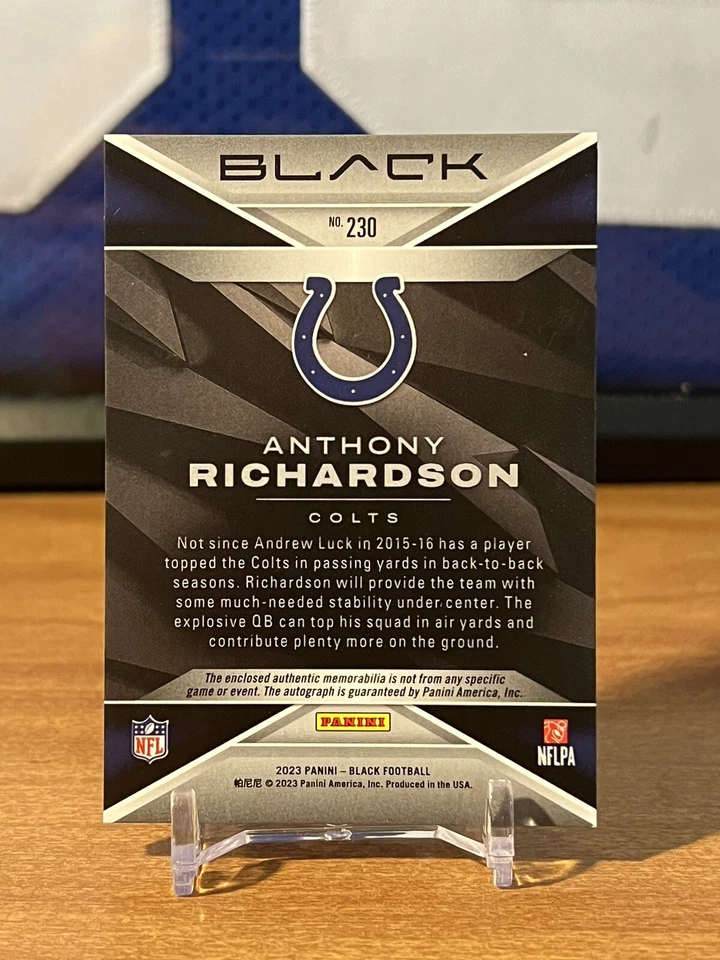 BLACK
NO. 230
ANTHONY
RICHARDSON
COLTS
Not since Andrew Luck in 2015-16 has a player
topped the Colts in passing yards in back-to-back
seasons. Richardson will provide the team with
some much-needed stability under center. The
explosive QB can top his squad in air yards and
contribute plenty more on the ground.
The enclosed authentic memorabilia is not from any specific
game or event. The autograph is guaranteed by Panini America, Inc.
NFL
PANINI
NFLPA
2023 PANINI – BLACK FOOTBALL
帕尼尼 © 2023 Panini America, Inc. Produced in the USA.